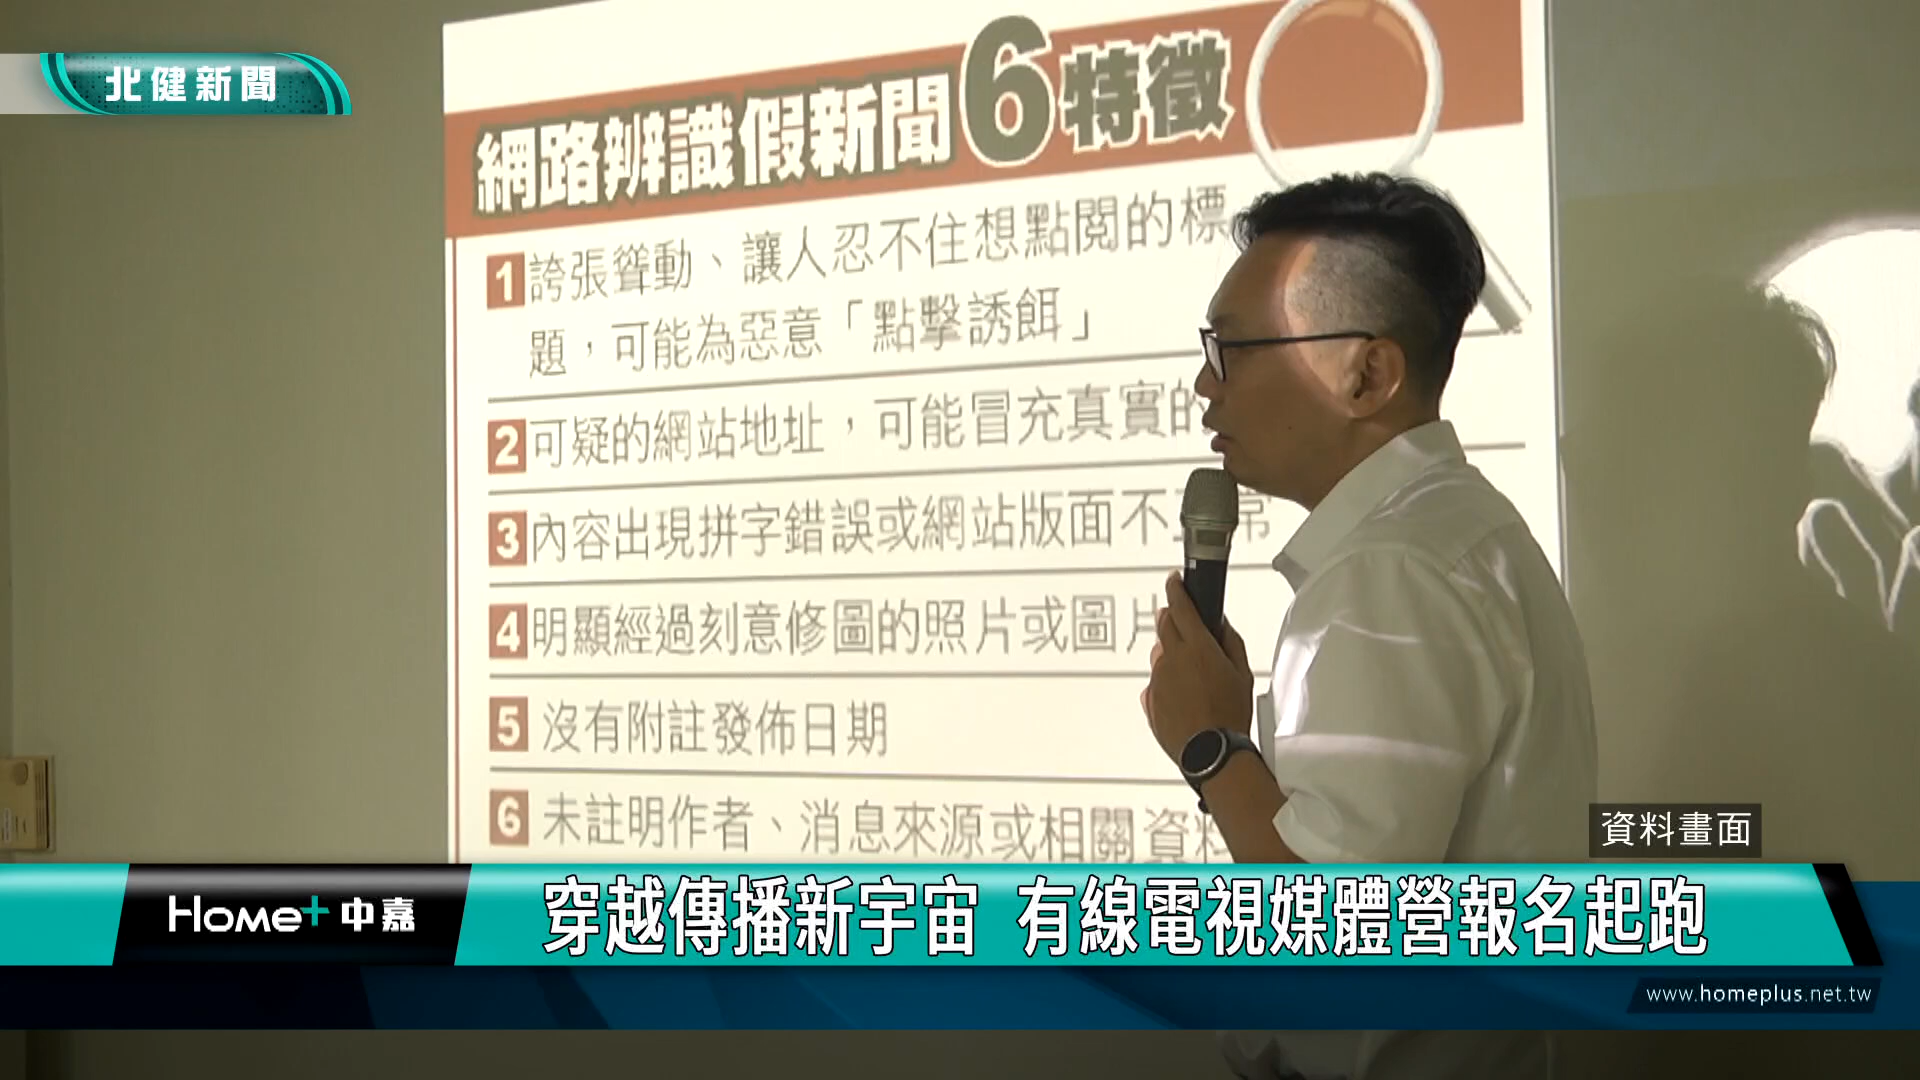 北健新聞
網路辨識假新聞6特徵
1 誇張聳動、讓人忍不住想點閱的標
題，可能為惡意「點擊誘餌」
2 可疑的網站地址，可能冒充真實的
3 內容出現拼字錯誤或網站版面不正常
4 明顯經過刻意修圖的照片或圖片
5 沒有附註發佈日期
6 未註明作者、消息來源或相關資料
資料畫面
Home+ 中嘉
穿越傳播新宇宙 有線電視媒體營報名起跑
www.homeplus.net.tw